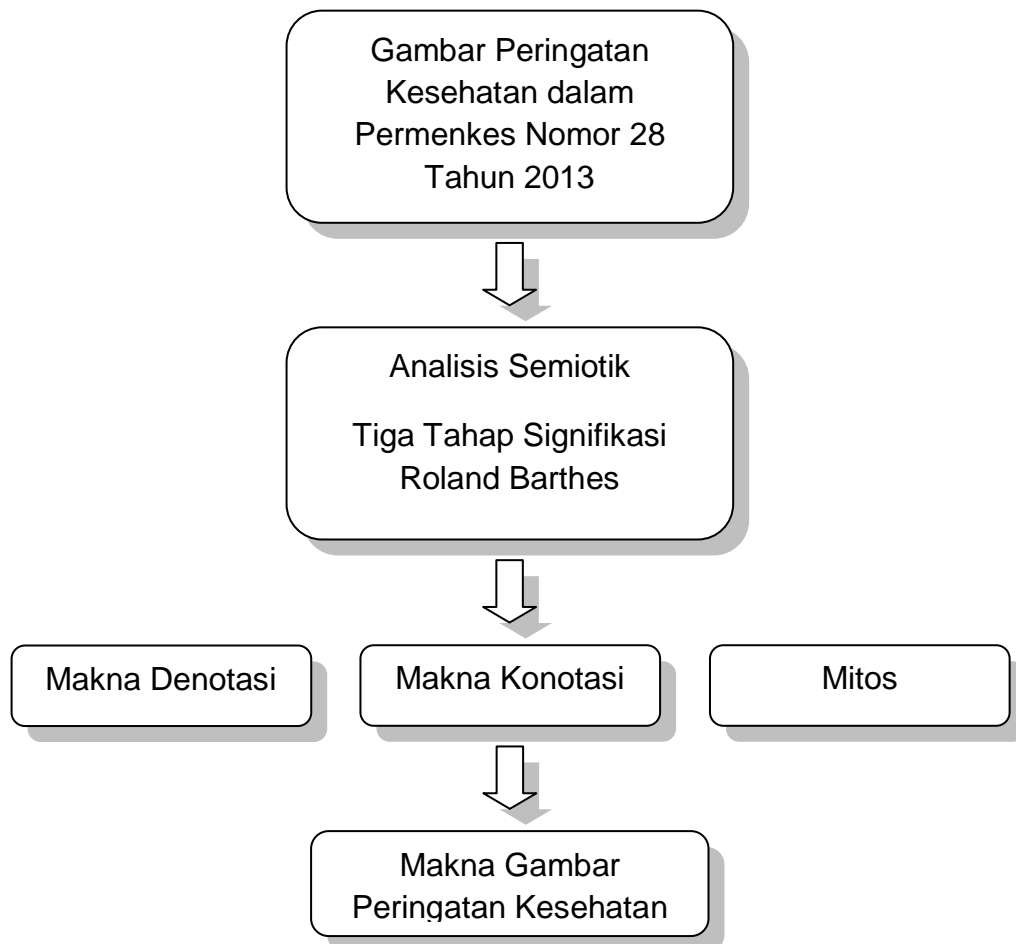 Gambar Peringatan
Kesehatan dalam
Permenkes Nomor 28
Tahun 2013
Analisis Semiotik
Tiga Tahap Signifikasi
Roland Barthes
Makna Denotasi
Makna Konotasi
Mitos
Makna Gambar
Peringatan Kesehatan